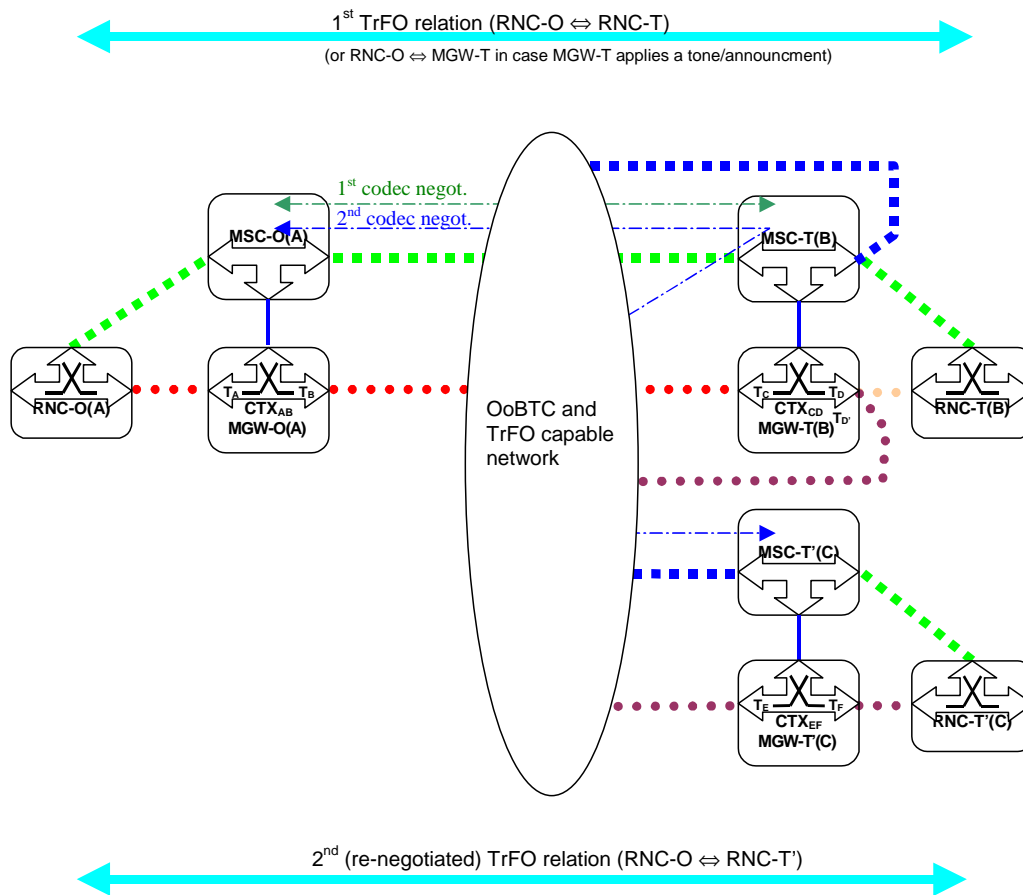 1st TrFO relation (RNC-O ⇔ RNC-T)
(or RNC-O ⇔ MGW-T in case MGW-T applies a tone/announcment)
1st codec negot.
2nd codec negot.
MSC-O(A)
MSC-T(B)
RNC-O(A)
TA TB
CTXAB
MGW-O(A)
OoBTC and
TrFO capable
network
TC TD
CTXCD TD'
MGW-T(B)
RNC-T(B)
MSC-T'(C)
TE TF
CTXEF
MGW-T'(C)
RNC-T'(C)
2nd (re-negotiated) TrFO relation (RNC-O ⇔ RNC-T')